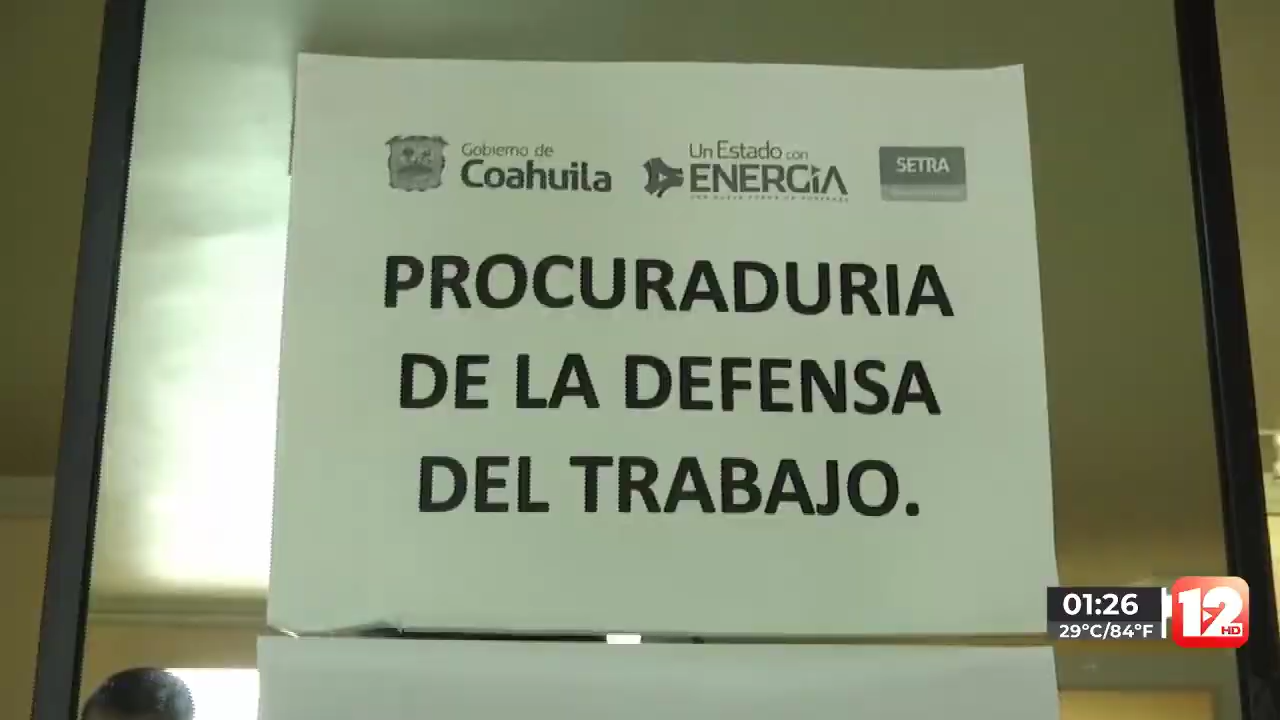 Gobierno de
Coahuila
Un Estado con
ENERGÍA
SETRA
PROCURADURIA
DE LA DEFENSA
DEL TRABAJO.
01:26
29°C/84°F
12
HD